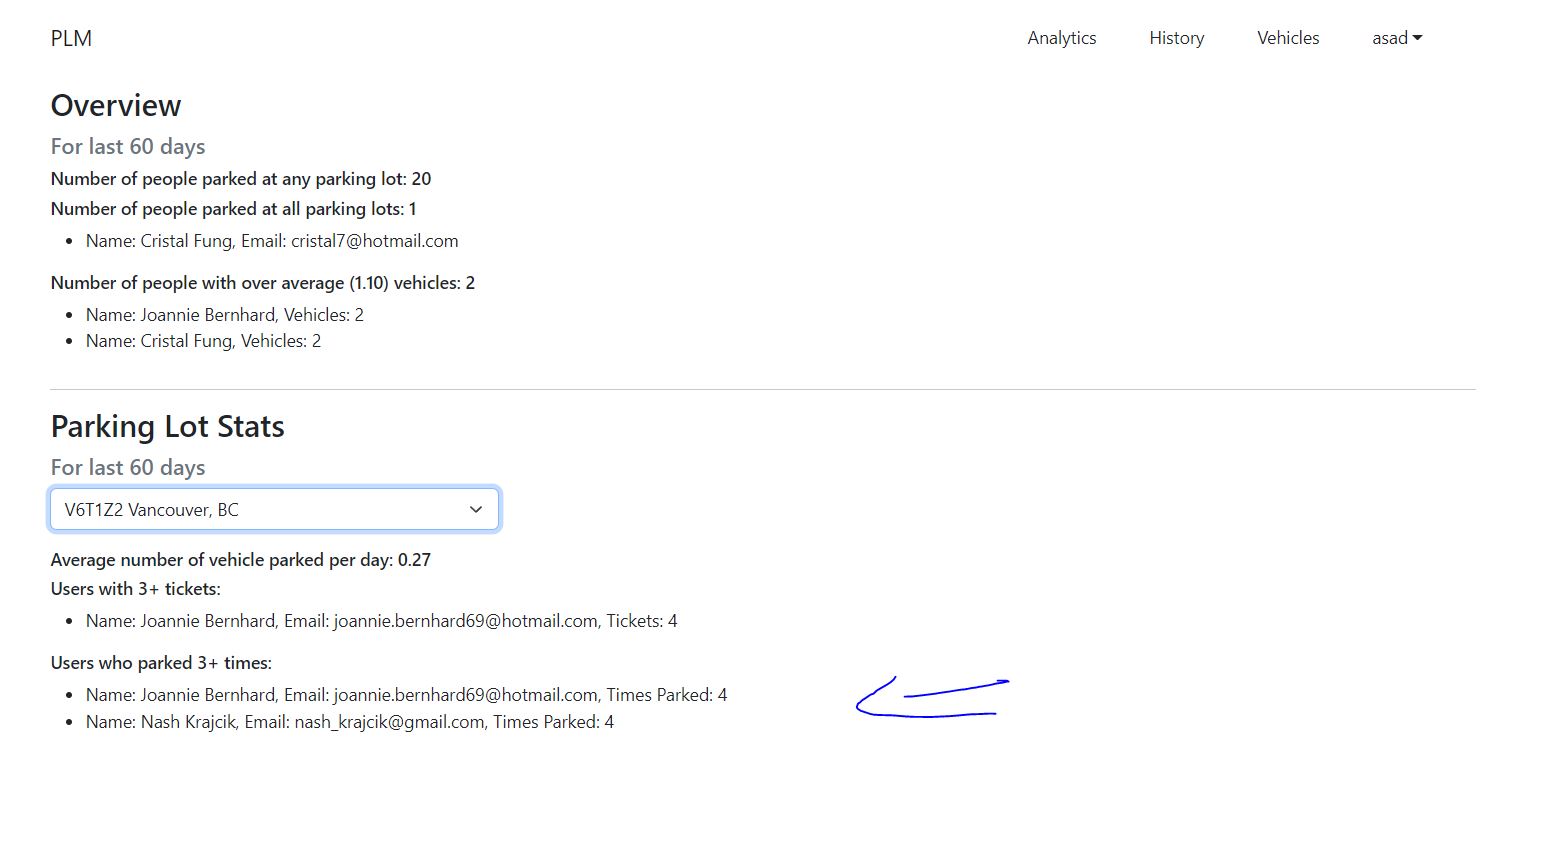 PLM Analytics History Vehicles asad
Overview
For last 60 days
Number of people parked at any parking lot: 20
Number of people parked at all parking lots: 1
Name: Cristal Fung, Email: cristal7@hotmail.com
Number of people with over average (1.10) vehicles: 2
Name: Joannie Bernhard, Vehicles: 2
Name: Cristal Fung, Vehicles: 2
Parking Lot Stats
For last 60 days
V6T1Z2 Vancouver, BC
Average number of vehicle parked per day: 0.27
Users with 3+ tickets:
Name: Joannie Bernhard, Email: joannie.bernhard69@hotmail.com, Tickets: 4
Users who parked 3+ times:
Name: Joannie Bernhard, Email: joannie.bernhard69@hotmail.com, Times Parked: 4
Name: Nash Krajcik, Email: nash_krajcik@gmail.com, Times Parked: 4